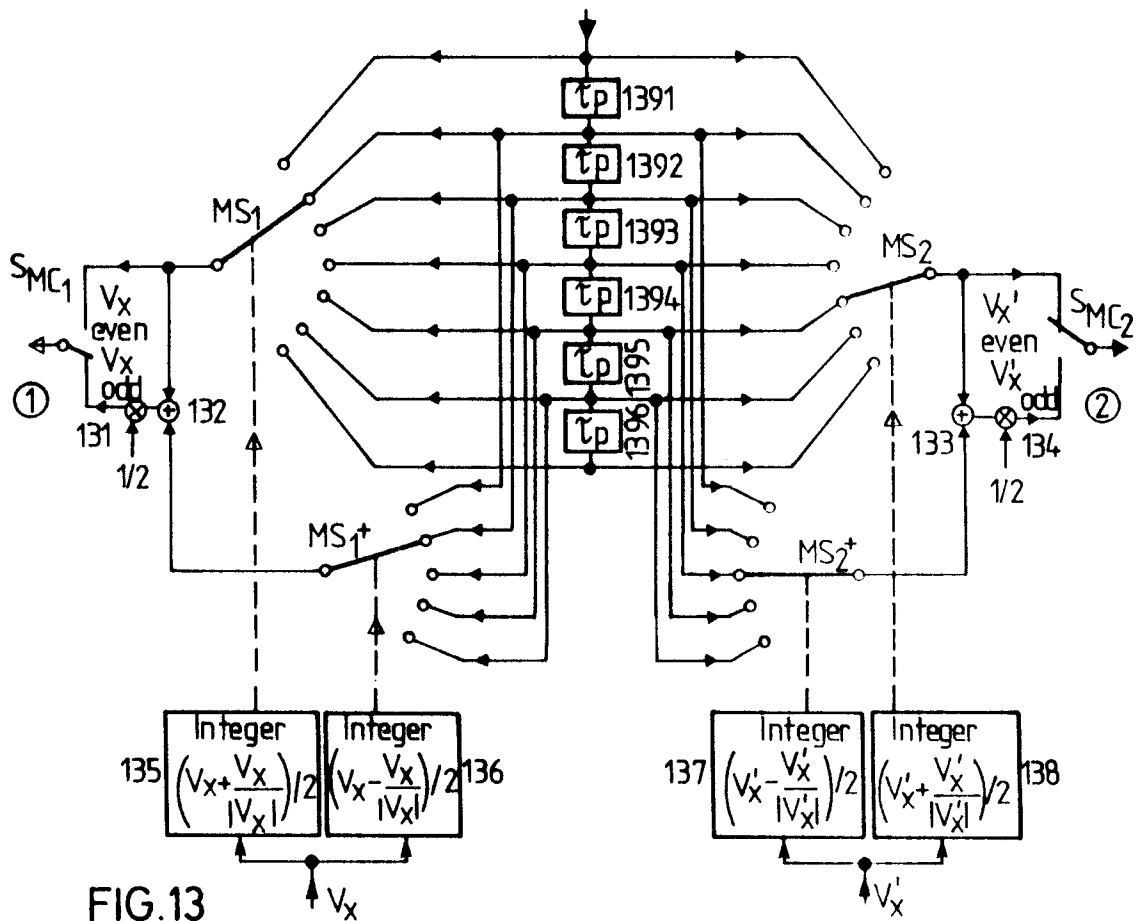 τp 1391
τp 1392
τp 1393
τp 1394
τp 1395
τp 1396
MS1
MS2
SMC1
VX
even
VX
odd
1
131
132
1/2
SMC2
VX'
even
VX'
odd
2
133
134
1/2
MS1+
MS2+
135
Integer
(VX+VX/|VX|)/2
Integer
(VX-VX/|VX|)/2
136
137
Integer
(VX'-VX'/|VX'|)/2
Integer
(VX'+VX'/|VX'|)/2
138
VX
VX'
FIG.13